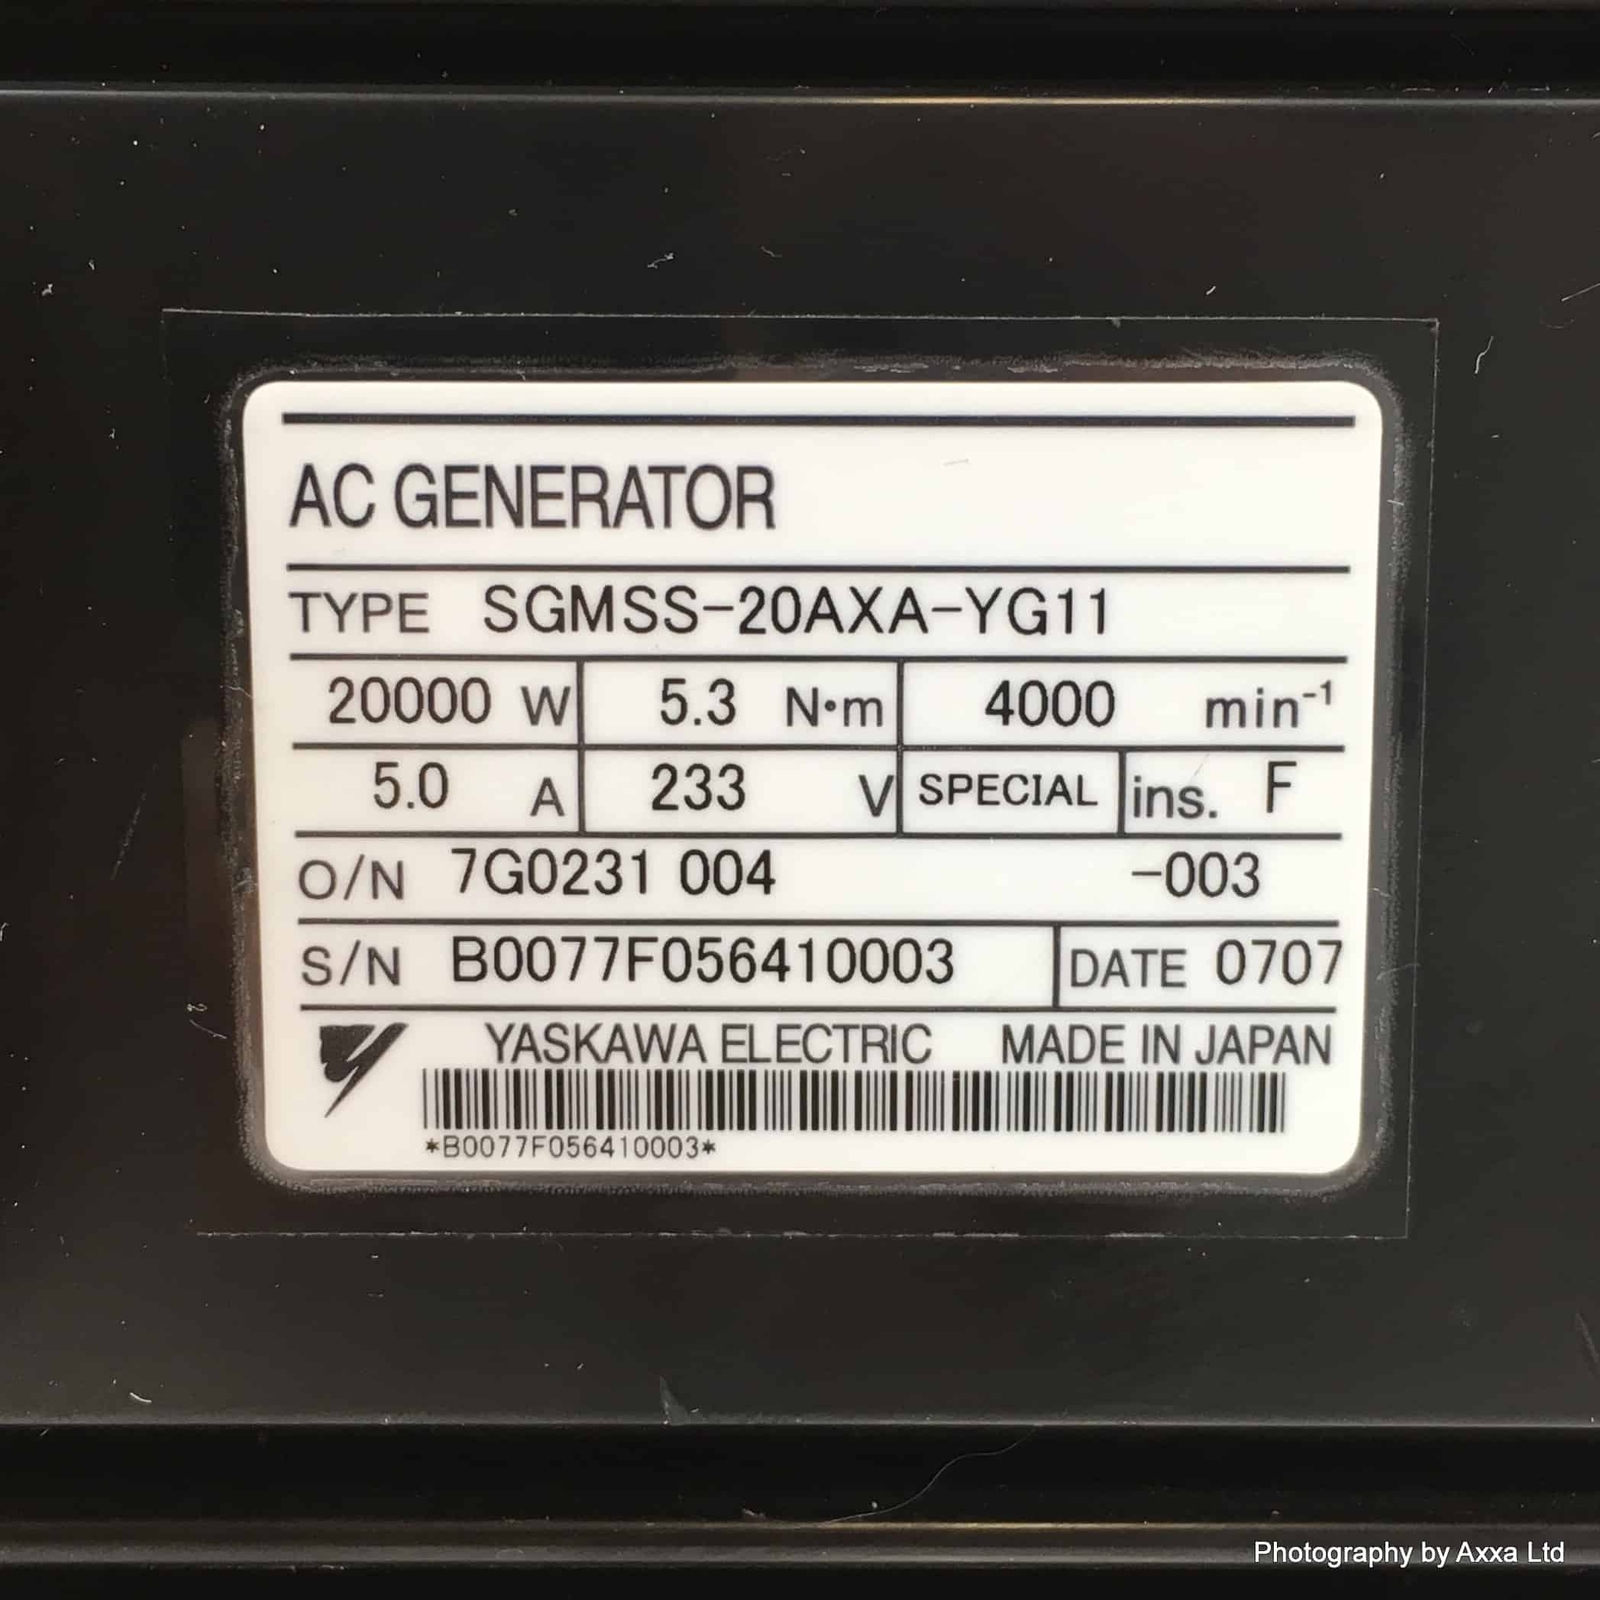 AC GENERATOR
TYPE SGMSS-20AXA-YG11
20000 W 5.3 N・m 4000 min⁻¹
5.0 A 233 V SPECIAL ins. F
O/N 7G0231 004 -003
S/N B0077F056410003 DATE 0707
YASKAWA ELECTRIC MADE IN JAPAN
*B0077F056410003*
Photography by Axxa Ltd